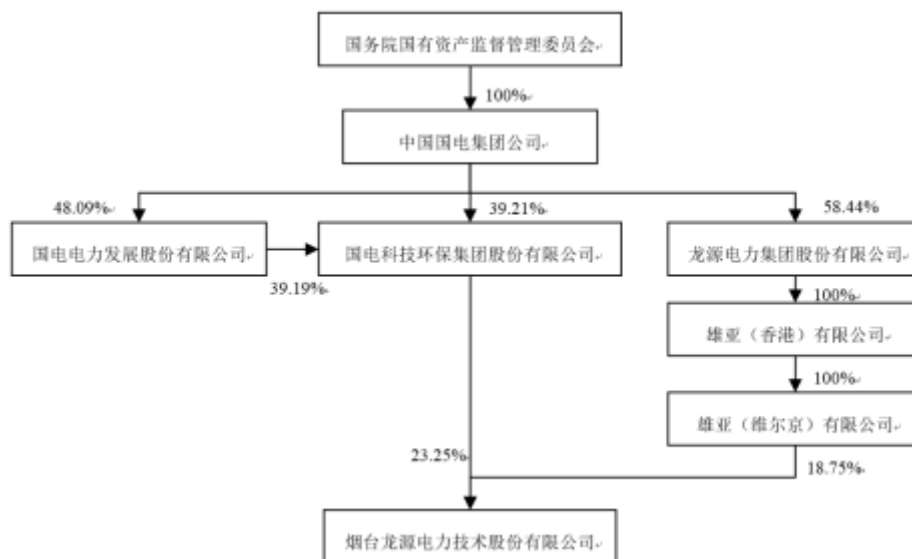 国务院国有资产监督管理委员会
100%
中国国电集团公司
48.09%
39.21%
58.44%
国电电力发展股份有限公司
国电科技环保集团股份有限公司
龙源电力集团股份有限公司
39.19%
100%
雄亚（香港）有限公司
100%
雄亚（维尔京）有限公司
23.25%
18.75%
烟台龙源电力技术股份有限公司